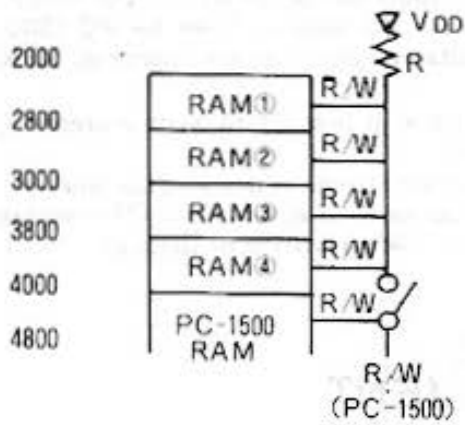 VDD
2000
R
R/W
RAM①
2800
R/W
RAM②
3000
R/W
RAM③
3800
R/W
RAM④
4000
R/W
PC-1500
RAM
4800
R/W
(PC-1500)